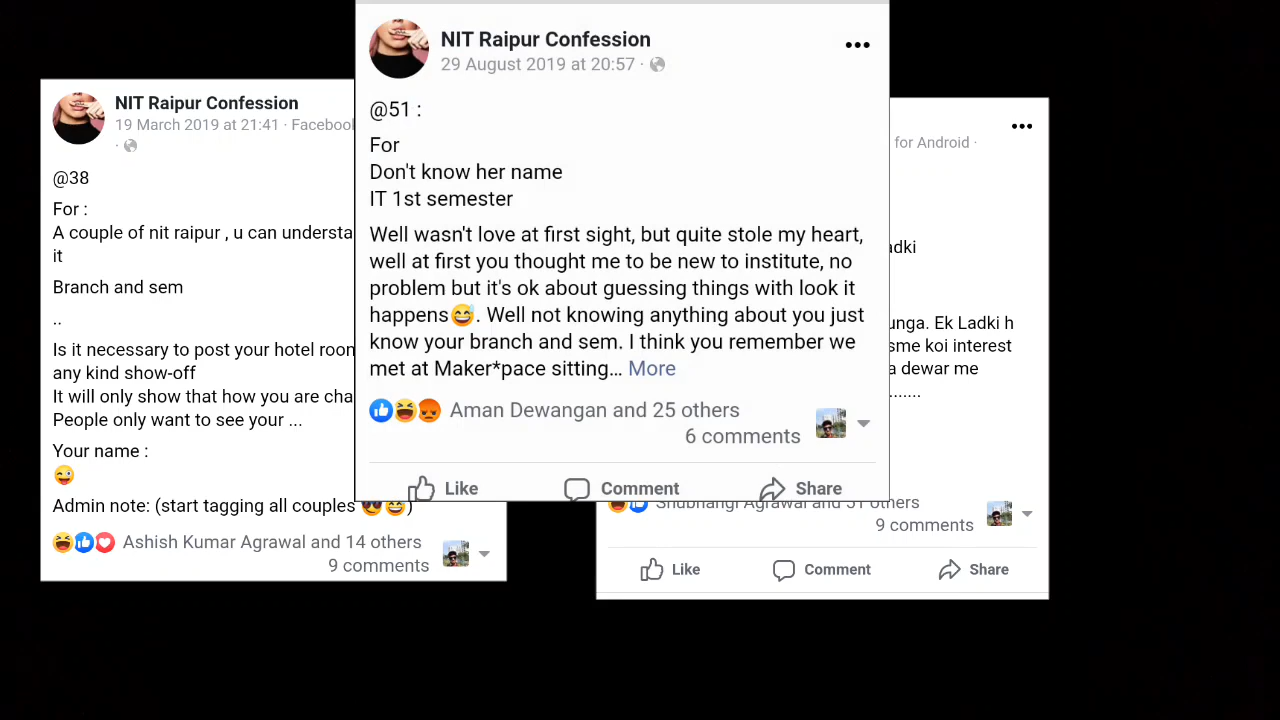 NIT Raipur Confession
19 March 2019 at 21:41 ·
·
@38
For :
A couple of nit raipur , u can
it
Branch and sem
..
Is it necessary to post your hotel
any kind show-off
It will only show that how you are
People only want to see your ...
Your name :
😜
Admin note: (start tagging all couples 😎😅)
Ashish Kumar Agrawal and 14 others
9 comments
NIT Raipur Confession
29 August 2019 at 20:57 ·
@51 :
For
Don't know her name
IT 1st semester
Well wasn't love at first sight, but quite stole my heart,
well at first you thought me to be new to institute, no
problem but it's ok about guessing things with look it
happens😅. Well not knowing anything about you just
know your branch and sem. I think you remember we
met at Maker*pace sitting... More
Aman Dewangan and 25 others
6 comments
Like Comment Share
for Android ·
Ek Ladki h
koi interest
dewar me
.......
Shubhangi Agrawal and 51 others
9 comments
Like Comment Share